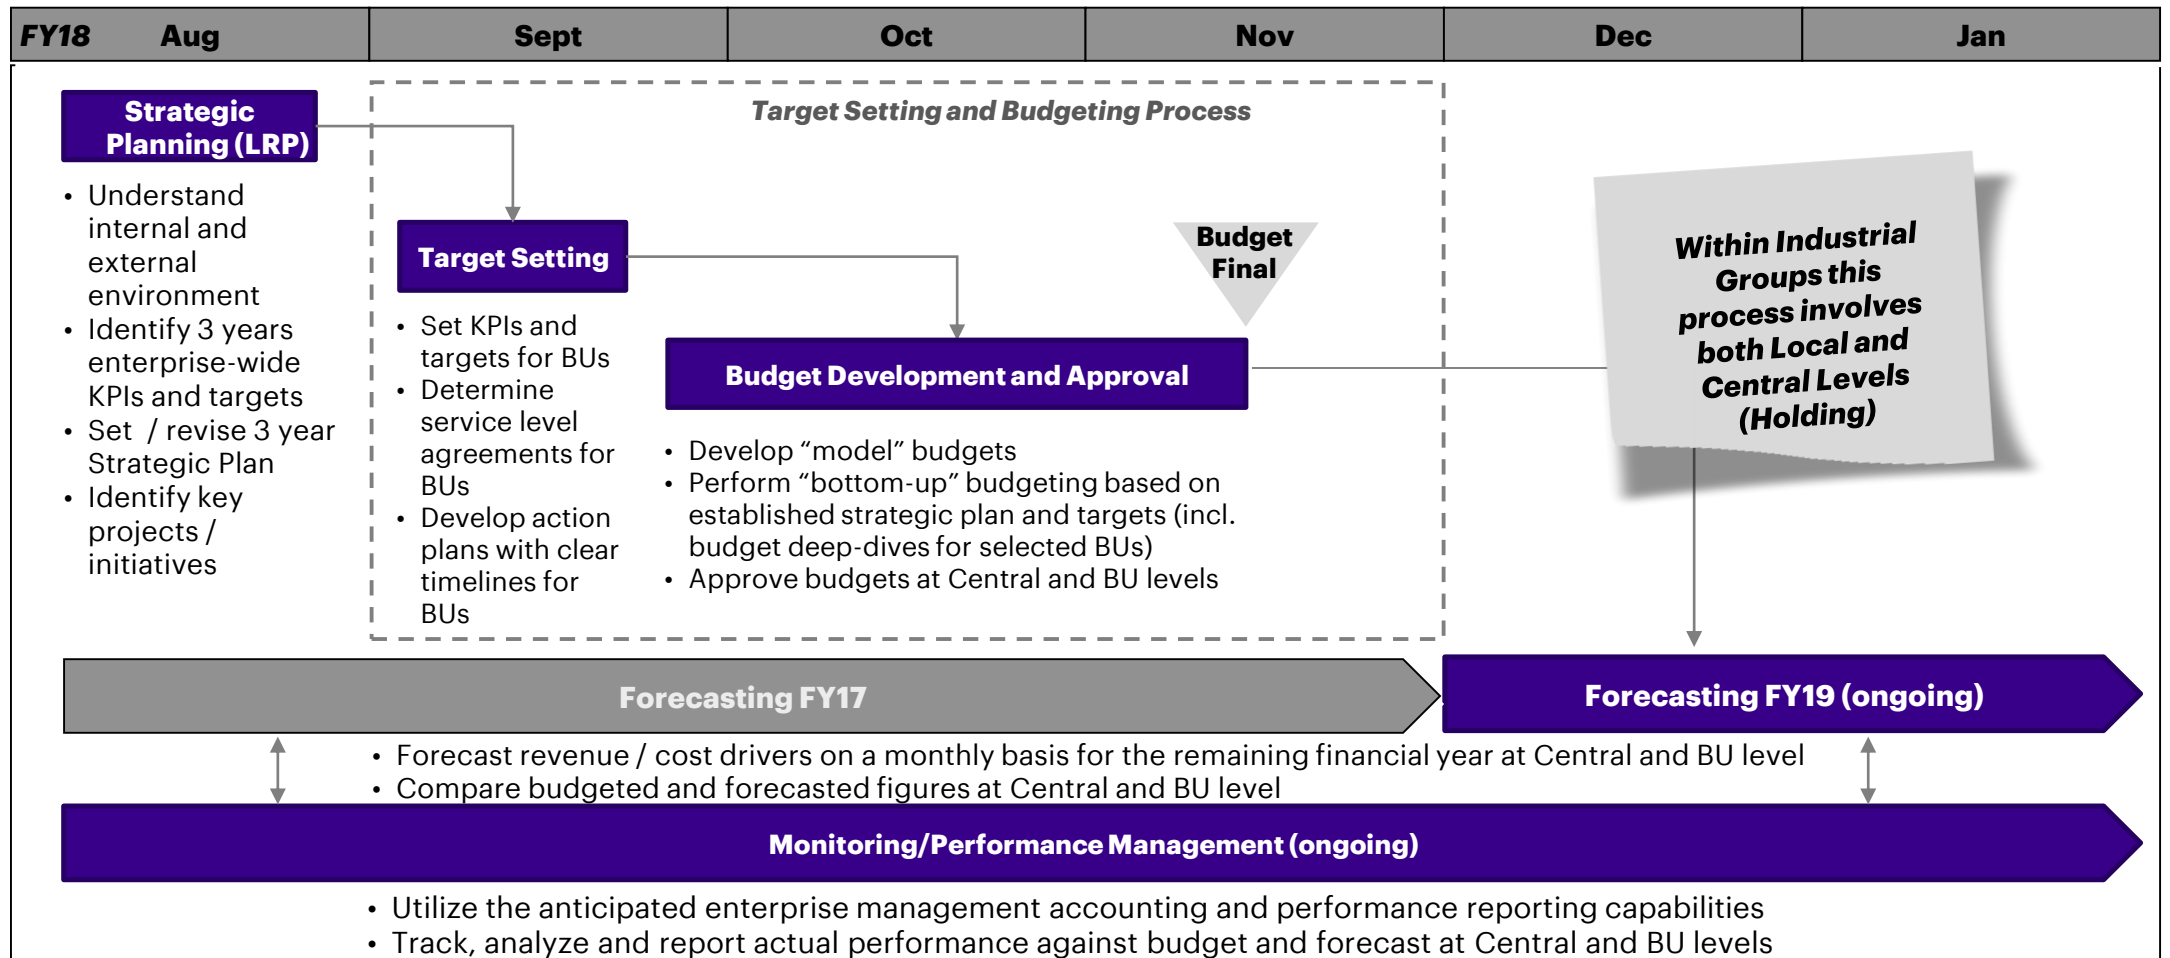 FY18 Aug Sept Oct Nov Dec Jan
Strategic
Planning (LRP)
• Understand
internal and
external
environment
• Identify 3 years
enterprise-wide
KPIs and targets
• Set / revise 3 year
Strategic Plan
• Identify key
projects /
initiatives
Target Setting and Budgeting Process
Target Setting
• Set KPIs and
targets for BUs
• Determine
service level
agreements for
BUs
• Develop action
plans with clear
timelines for
BUs
Budget
Final
Budget Development and Approval
• Develop “model” budgets
• Perform “bottom-up” budgeting based on
established strategic plan and targets (incl.
budget deep-dives for selected BUs)
• Approve budgets at Central and BU levels
Within Industrial
Groups this
process involves
both Local and
Central Levels
(Holding)
Forecasting FY17
Forecasting FY19 (ongoing)
• Forecast revenue / cost drivers on a monthly basis for the remaining financial year at Central and BU level
• Compare budgeted and forecasted figures at Central and BU level
Monitoring/Performance Management (ongoing)
• Utilize the anticipated enterprise management accounting and performance reporting capabilities
• Track, analyze and report actual performance against budget and forecast at Central and BU levels